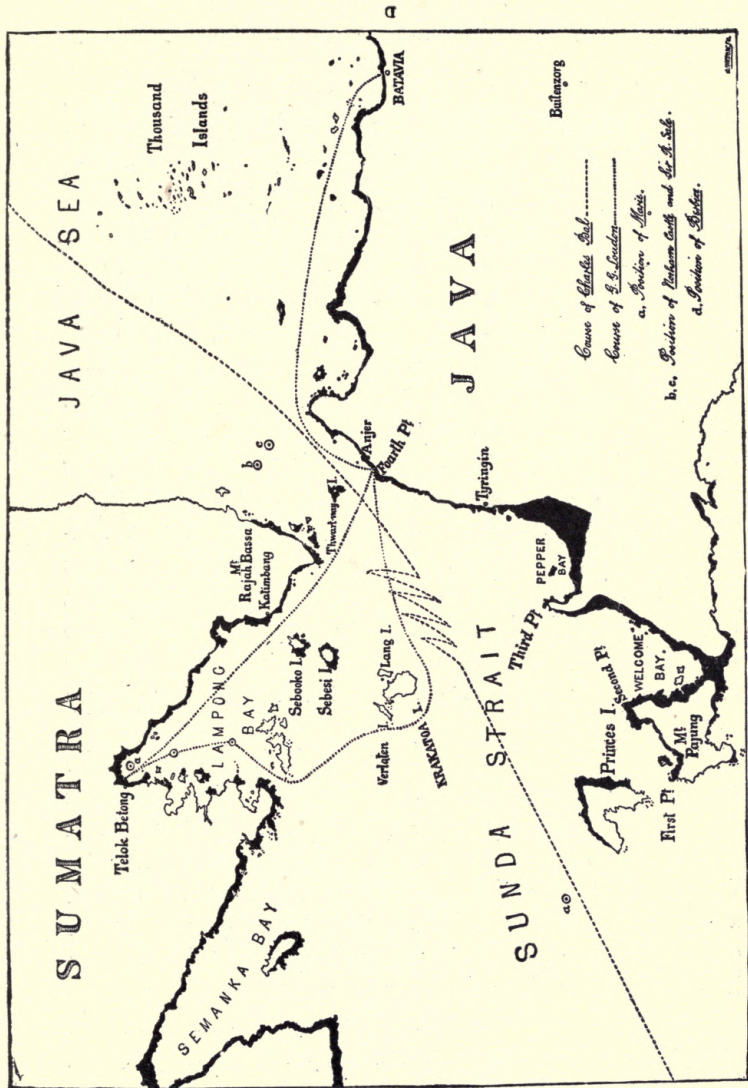 SUMATRA
JAVA SEA
Thousand
Islands
BATAVIA
Buitenzorg
JAVA
Telok Betong
a
LAMPONG
BAY
Mt
Rajah Bassa
Kalimbang
b
c
Thwart-way I.
Anjer
Fourth Pt
Sebooko I.
Sebesi I.
Lang I.
Verlaten I.
KRAKATOA I.
SEMANKA BAY
SUNDA STRAIT
Tyringin
PEPPER
BAY
Third Pt
Second Pt
WELCOME
BAY.
Princes I.
Mt
Pajung
First Pt
Course of Charles Bal
Course of G. G. Loudon
a. Position of Marie.
b.c. Position of Norham Castle and Sir R. Sale.
d. Position of Berbice.